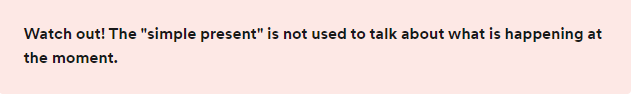 Watch out! The "simple present" is not used to talk about what is happening at
the moment.